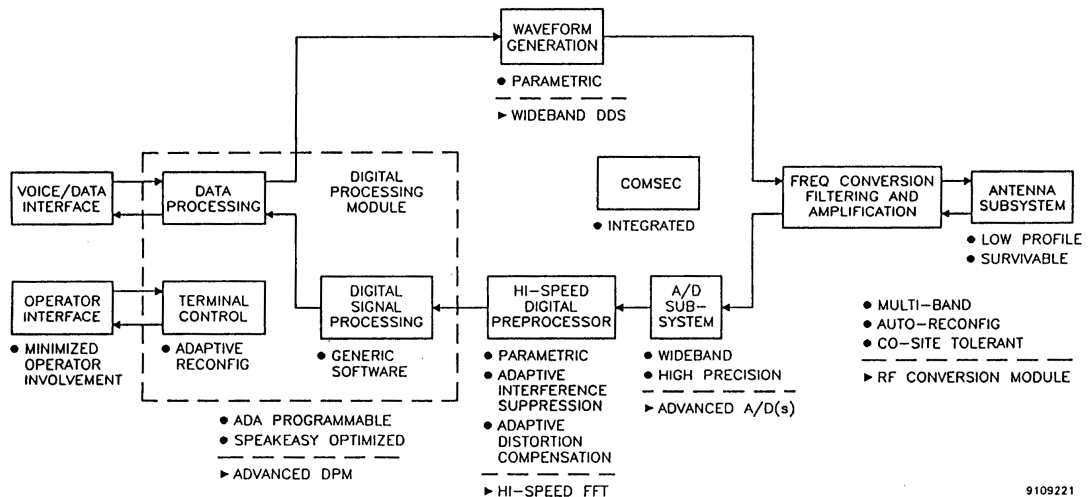 WAVEFORM
GENERATION
● PARAMETRIC
► WIDEBAND DDS
VOICE/DATA
INTERFACE
DATA
PROCESSING
DIGITAL
PROCESSING
MODULE
COMSEC
● INTEGRATED
FREQ CONVERSION
FILTERING AND
AMPLIFICATION
ANTENNA
SUBSYSTEM
● LOW PROFILE
● SURVIVABLE
OPERATOR
INTERFACE
● MINIMIZED
OPERATOR
INVOLVEMENT
TERMINAL
CONTROL
● ADAPTIVE
RECONFIG
DIGITAL
SIGNAL
PROCESSING
● GENERIC
SOFTWARE
HI-SPEED
DIGITAL
PREPROCESSOR
● PARAMETRIC
● ADAPTIVE
INTERFERENCE
SUPPRESSION
● ADAPTIVE
DISTORTION
COMPENSATION
► HI-SPEED FFT
A/D
SUB-
SYSTEM
● WIDEBAND
● HIGH PRECISION
► ADVANCED A/D(s)
● MULTI-BAND
● AUTO-RECONFIG
● CO-SITE TOLERANT
► RF CONVERSION MODULE
● ADA PROGRAMMABLE
● SPEAKEASY OPTIMIZED
► ADVANCED DPM
9109221